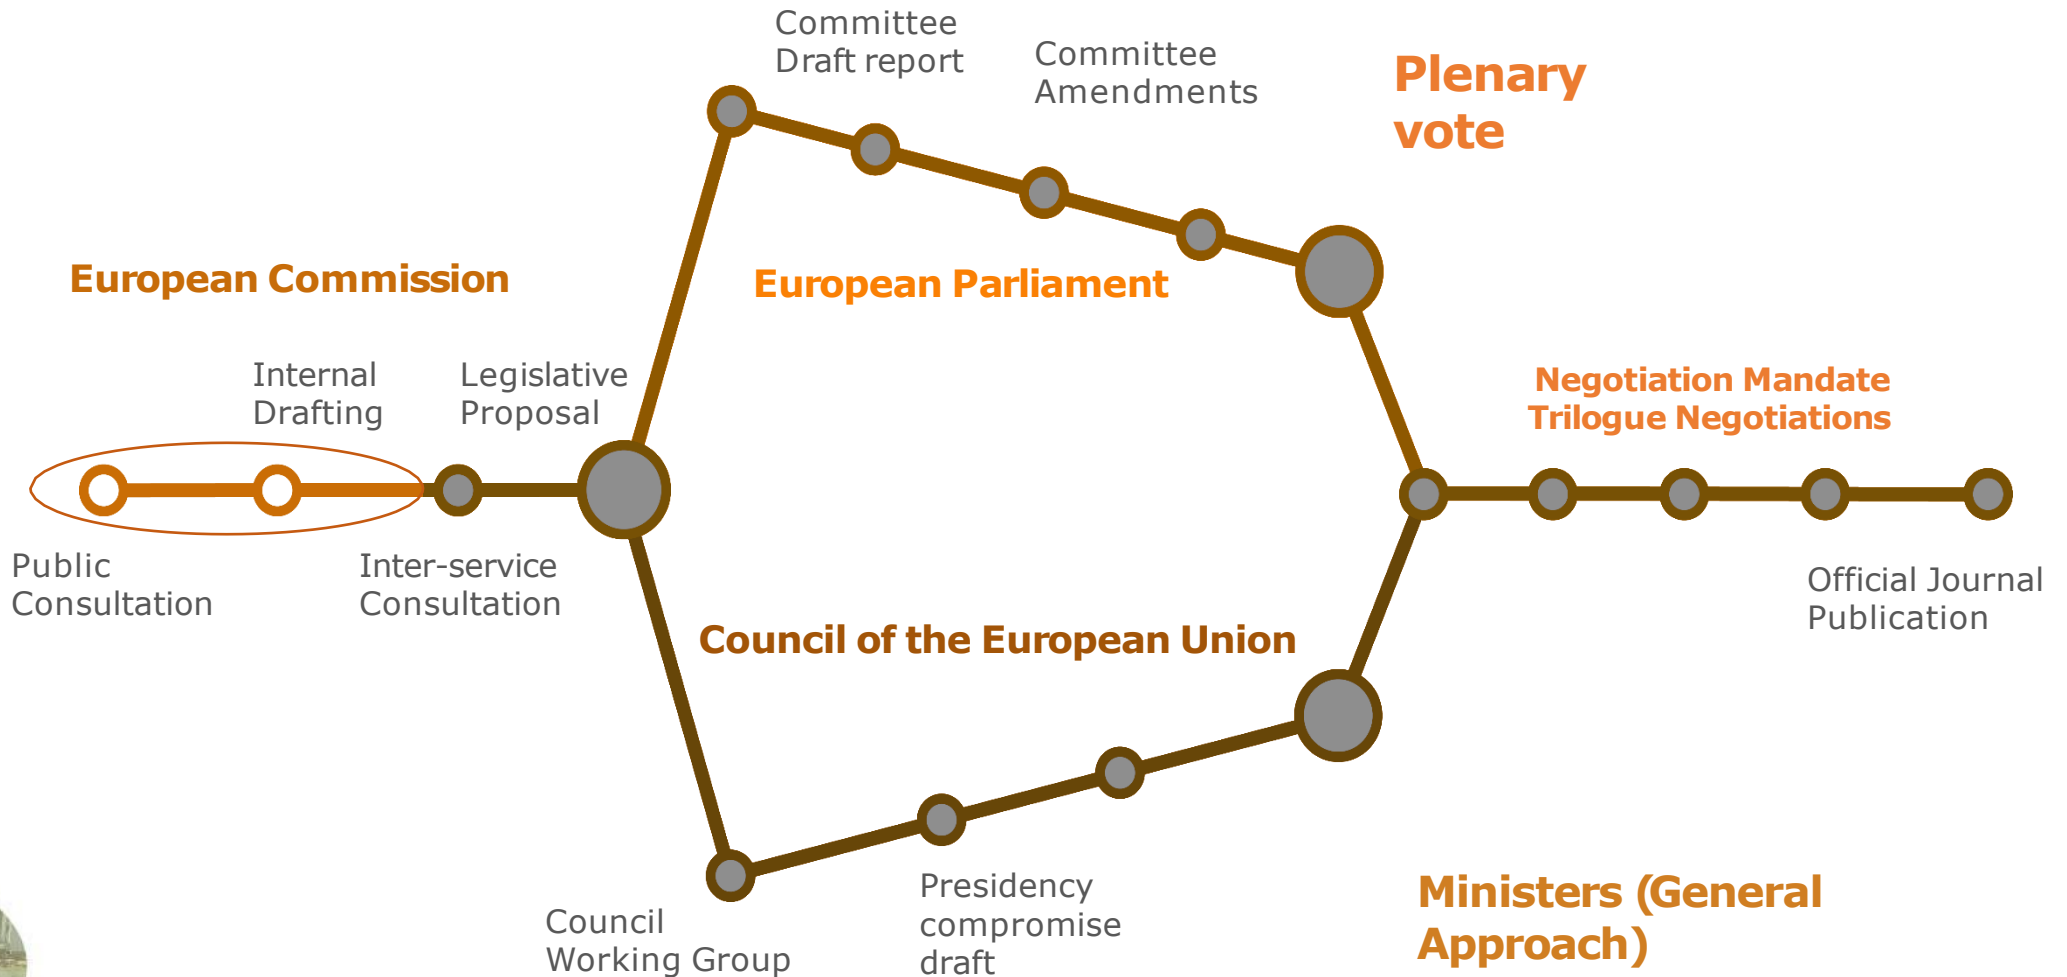 Committee
Draft report
Committee
Amendments
Plenary
vote
European Commission
European Parliament
Internal
Drafting
Legislative
Proposal
Negotiation Mandate
Trilogue Negotiations
Public
Consultation
Inter-service
Consultation
Official Journal
Publication
Council of the European Union
Council
Working Group
Presidency
compromise
draft
Ministers (General
Approach)